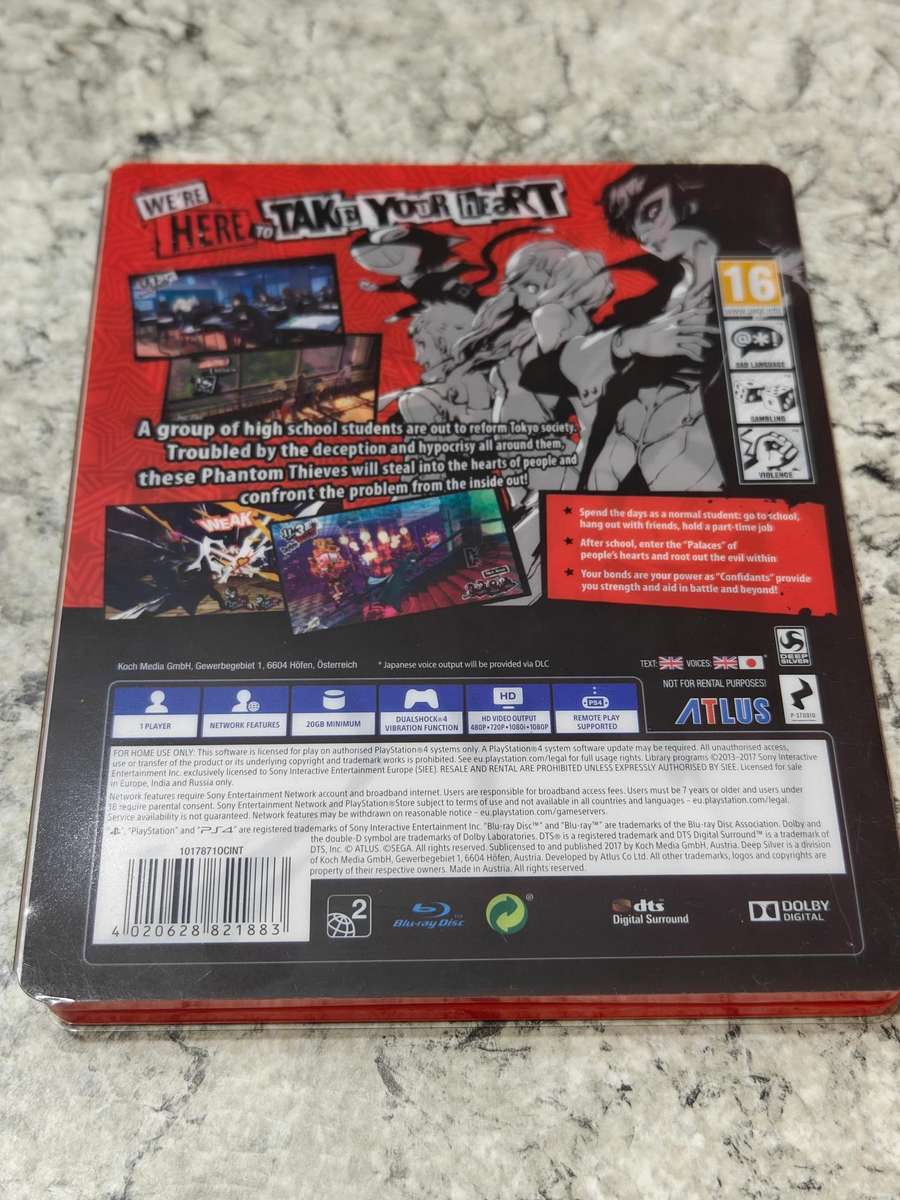 WE'RE
HERE TO TAKE YOUR HEART
16
www.pegi.info
BAD LANGUAGE
GAMBLING
VIOLENCE
A group of high school students are out to reform Tokyo society.
Troubled by the deception and hypocrisy all around them,
these Phantom Thieves will steal into the hearts of people and
confront the problem from the inside out!
WEAK
★ Spend the days as a normal student: go to school,
hang out with friends, hold a part-time job
★ After school, enter the "Palaces" of
people's hearts and root out the evil within
★ Your bonds are your power as "Confidants" provide
you strength and aid in battle and beyond!
Koch Media GmbH, Gewerbegebiet 1, 6604 Höfen, Österreich
* Japanese voice output will be provided via DLC
TEXT: VOICES:
DEEP
SILVER
NOT FOR RENTAL PURPOSES!
ATLUS
P-STUDIO
1 PLAYER
NETWORK FEATURES
20GB MINIMUM
DUALSHOCK®4
VIBRATION FUNCTION
HD
HD VIDEO OUTPUT
480P•720P•1080i•1080P
PS4
REMOTE PLAY
SUPPORTED
FOR HOME USE ONLY: This software is licensed for play on authorised PlayStation®4 systems only. A PlayStation®4 system software update may be required. All unauthorised access,
use or transfer of the product or its underlying copyright and trademark works is prohibited. See eu.playstation.com/legal for full usage rights. Library programs ©2013–2017 Sony Interactive
Entertainment Inc. exclusively licensed to Sony Interactive Entertainment Europe (SIEE). RESALE AND RENTAL ARE PROHIBITED UNLESS EXPRESSLY AUTHORISED BY SIEE. Licensed for sale
in Europe, India and Russia only.
Network features require Sony Entertainment Network account and broadband internet. Users are responsible for broadband access fees. Users must be 7 years or older and users under
18 require parental consent. Sony Entertainment Network and PlayStation®Store subject to terms of use and not available in all countries and languages – eu.playstation.com/legal.
Service availability is not guaranteed. Network features may be withdrawn on reasonable notice – eu.playstation.com/gameservers.
"PlayStation" and "PS4" are registered trademarks of Sony Interactive Entertainment Inc. "Blu-ray Disc™" and "Blu-ray™" are trademarks of the Blu-ray Disc Association. Dolby and
the double-D symbol are trademarks of Dolby Laboratories. DTS® is a registered trademark and DTS Digital Surround™ is a trademark of
DTS, Inc. © ATLUS. ©SEGA. All rights reserved. Sublicensed to and published 2017 by Koch Media GmbH, Austria. Deep Silver is a division
of Koch Media GmbH, Gewerbegebiet 1, 6604 Höfen, Austria. Developed by Atlus Co Ltd. All other trademarks, logos and copyrights are
property of their respective owners. Made in Austria. All rights reserved.
1017871OCINT
4 020628 821883
2
Blu-ray Disc™
®
dts
Digital Surround
DOLBY
DIGITAL